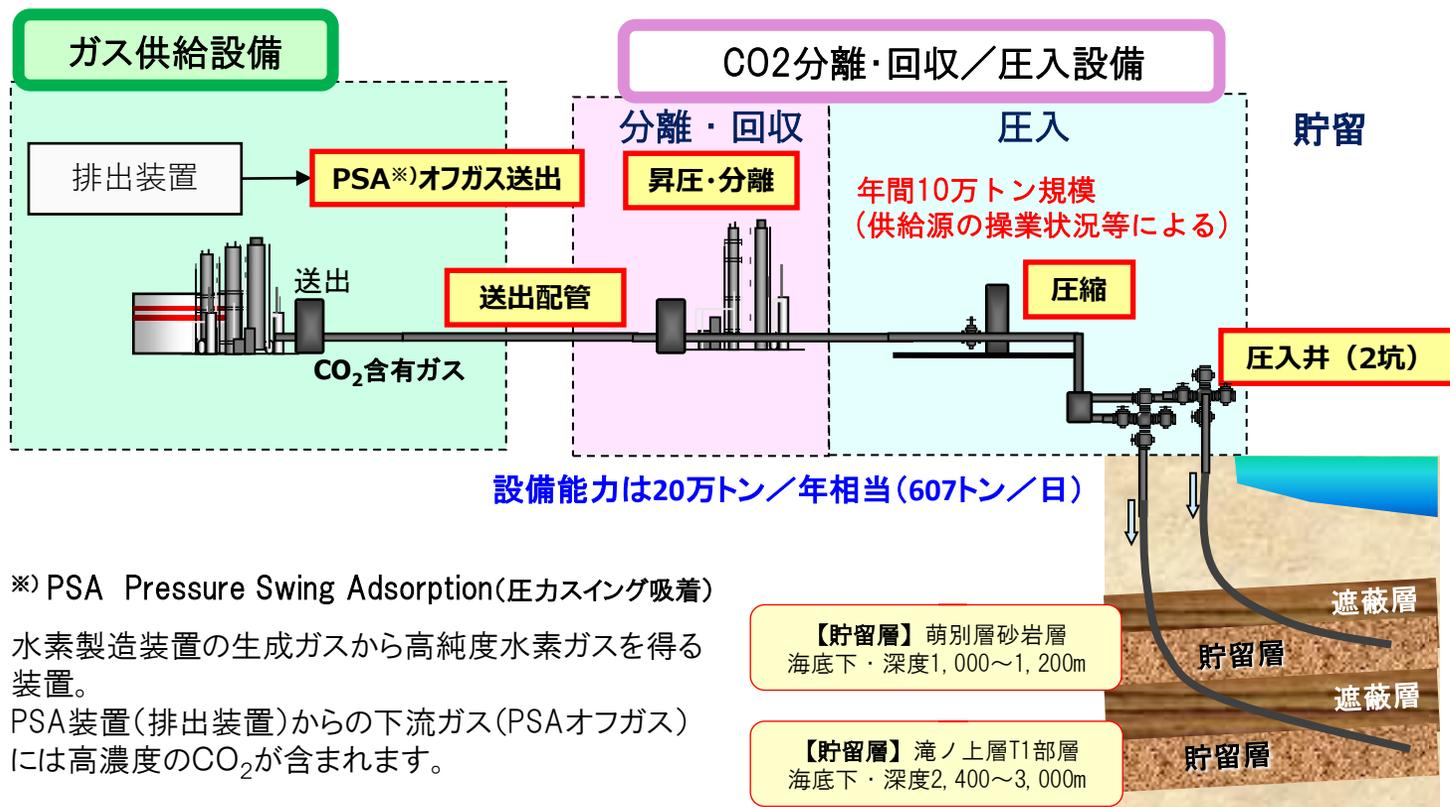 ガス供給設備
CO2分離・回収／圧入設備
分離・回収
圧入
貯留
排出装置
PSA※)オフガス送出
昇圧・分離
年間10万トン規模
（供給源の操業状況等による）
送出
送出配管
圧縮
CO₂含有ガス
圧入井（2坑）
設備能力は20万トン／年相当（607トン／日）
※) PSA Pressure Swing Adsorption（圧力スイング吸着）
水素製造装置の生成ガスから高純度水素ガスを得る
装置。
PSA装置（排出装置）からの下流ガス（PSAオフガス）
には高濃度のCO₂が含まれます。
【貯留層】萌別層砂岩層
海底下・深度1,000～1,200m
【貯留層】滝ノ上層T1部層
海底下・深度2,400～3,000m
遮蔽層
貯留層
遮蔽層
貯留層